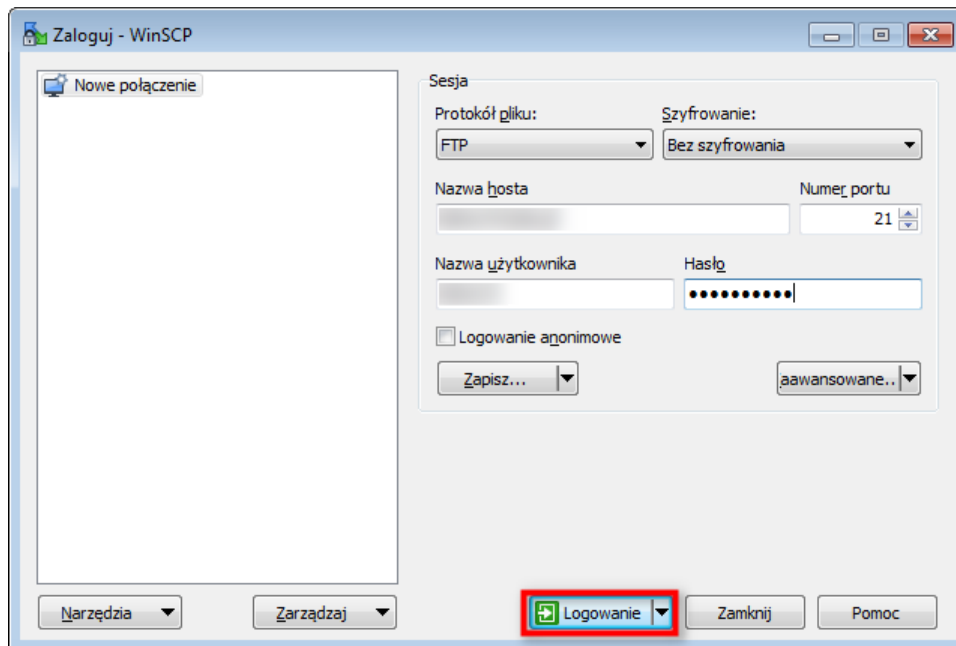 Zaloguj - WinSCP
Nowe połączenie
Sesja
Protokół pliku:
Szyfrowanie:
FTP
Bez szyfrowania
Nazwa hosta
Numer portu
21
Nazwa użytkownika
Hasło
••••••••••
Logowanie anonimowe
Zapisz...
aawansowane..
Narzędzia
Zarządzaj
Logowanie
Zamknij
Pomoc